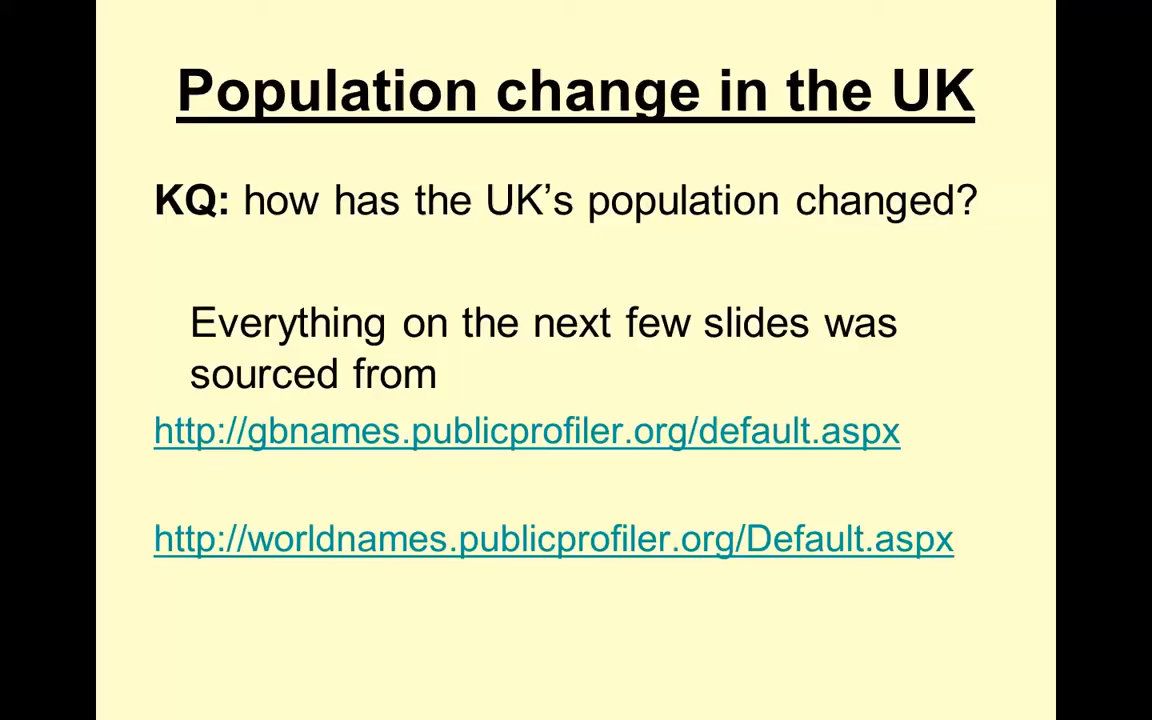 Population change in the UK
KQ: how has the UK’s population changed?
Everything on the next few slides was
sourced from
http://gbnames.publicprofiler.org/default.aspx
http://worldnames.publicprofiler.org/Default.aspx